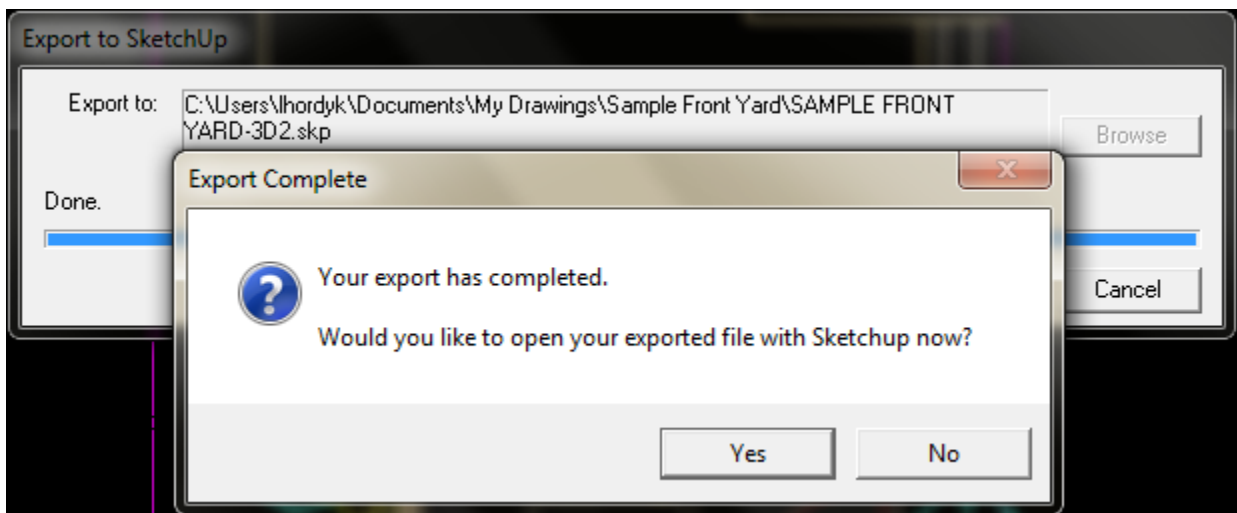 Export to SketchUp
Export to: C:\Users\lhordyk\Documents\My Drawings\Sample Front Yard\SAMPLE FRONT
YARD-3D2.skp
Browse
Export Complete
Done.
Your export has completed.
Would you like to open your exported file with Sketchup now?
Cancel
Yes No